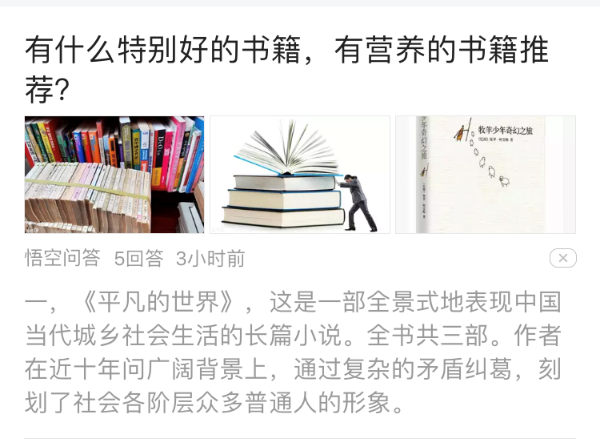 有什么特别好的书籍，有营养的书籍推
荐？
牧羊少年奇幻之旅
悟空问答 5回答 3小时前
一，《平凡的世界》，这是一部全景式地表现中国
当代城乡社会生活的长篇小说。全书共三部。作者
在近十年问广阔背景上，通过复杂的矛盾纠葛，刻
划了社会各阶层众多普通人的形象。